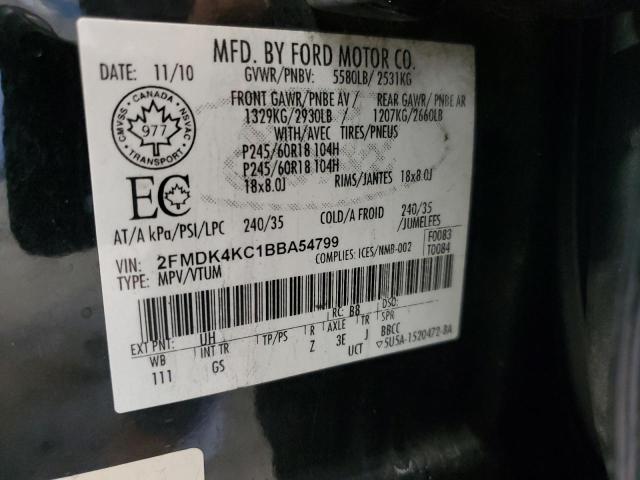 MFD. BY FORD MOTOR CO.
DATE: 11/10 GVWR/PNBV: 5580LB/ 2531KG
FRONT GAWR/PNBE AV/ REAR GAWR/ PNBE AR
1329KG/2930LB 1207KG/2660LB
WITH/AVEC TIRES/PNEUS
P245/60R18 104H
P245/60R18 104H
18x8.0J RIMS/JANTES 18x8.0J
CANADA
CMVSS NSVAC
977
TRANSPORT
EC
AT/A kPa/PSI/LPC 240/35 COLD/A FROID 240/35 /JUMELEES
VIN: 2FMDK4KC1BBA54799 COMPLIES: ICES/NMB-002 F0083
TYPE: MPV/VTUM T0084
RC: B8 DSO:
EXT PNT: UH TP/PS R AXLE TR SPR
WB INT TR Z 3E J BBCC
111 GS UCT 5U5A-1520472-BA